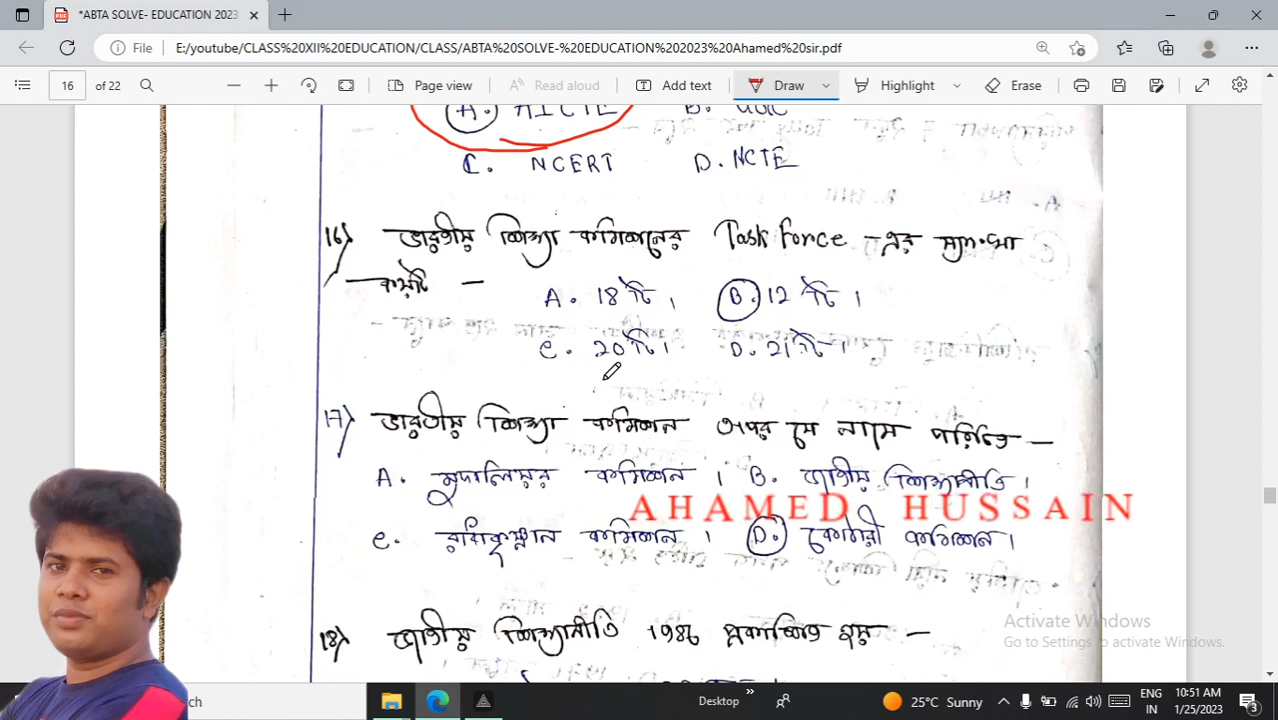 *ABTA SOLVE- EDUCATION 2023
File E:/youtube/CLASS%20XII%20EDUCATION/CLASS/ABTA%20SOLVE-%20EDUCATION%202023%20Ahamed%20sir.pdf
16 of 22 Page view Read aloud Add text Draw Highlight Erase
A. AICTE B. UGC
C. NCERT D. NCTE
16) ভারতীয় শিক্ষা কমিশনের Task Force -এর সংখ্যা
কয়টি —
A. 18 টি। B. 12 টি।
C. 20 টি। D. 21 টি।
17) ভারতীয় শিক্ষা কমিশন অপর যে নামে পরিচিত —
A. মুদালিয়র কমিশন। B. জাতীয় শিক্ষানীতি।
AHAMED HUSSAIN
C. রাধাকৃষ্ণান কমিশন। D. কোঠারী কমিশন।
18) জাতীয় শিক্ষানীতি 1986 প্রকাশিত হয় —
Activate Windows
Go to Settings to activate Windows.
rch Desktop 25°C Sunny ENG IN 10:51 AM 1/25/2023 3